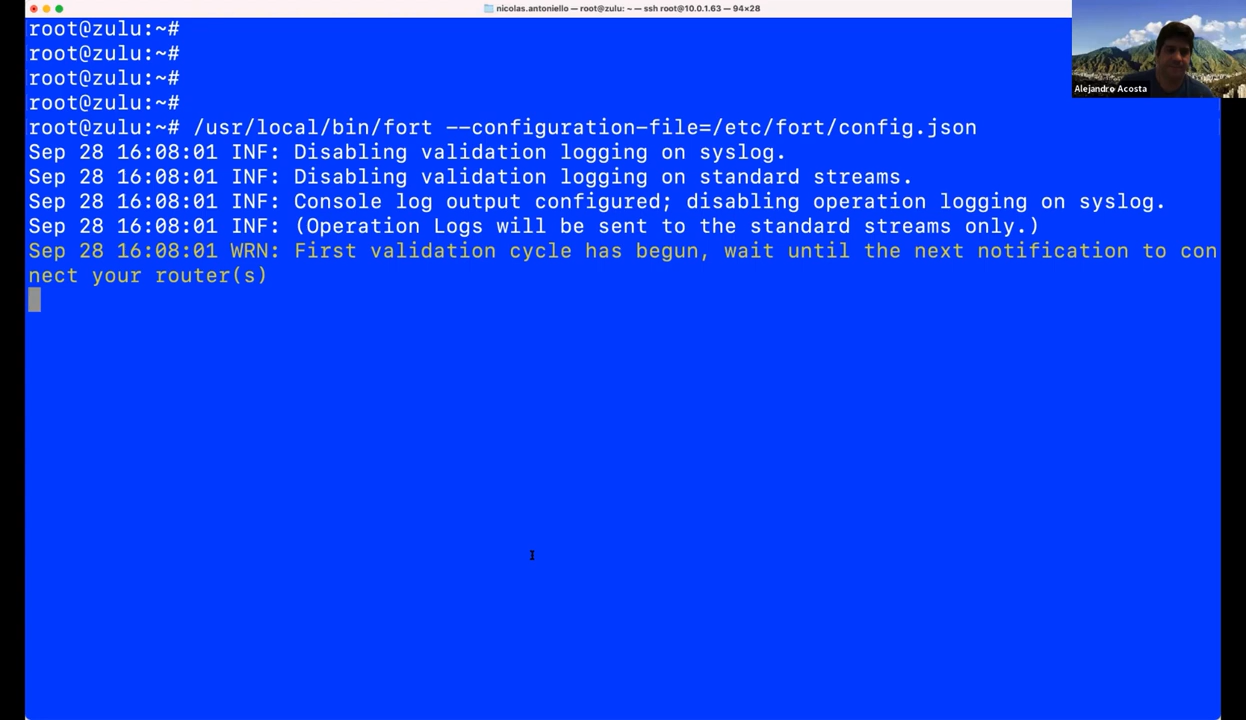 nicolas.antoniello — root@zulu: ~ — ssh root@10.0.1.63 — 94×28
root@zulu:~#
root@zulu:~#
root@zulu:~#
root@zulu:~#
root@zulu:~# /usr/local/bin/fort --configuration-file=/etc/fort/config.json
Sep 28 16:08:01 INF: Disabling validation logging on syslog.
Sep 28 16:08:01 INF: Disabling validation logging on standard streams.
Sep 28 16:08:01 INF: Console log output configured; disabling operation logging on syslog.
Sep 28 16:08:01 INF: (Operation Logs will be sent to the standard streams only.)
Sep 28 16:08:01 WRN: First validation cycle has begun, wait until the next notification to con
nect your router(s)
Alejandro Acosta